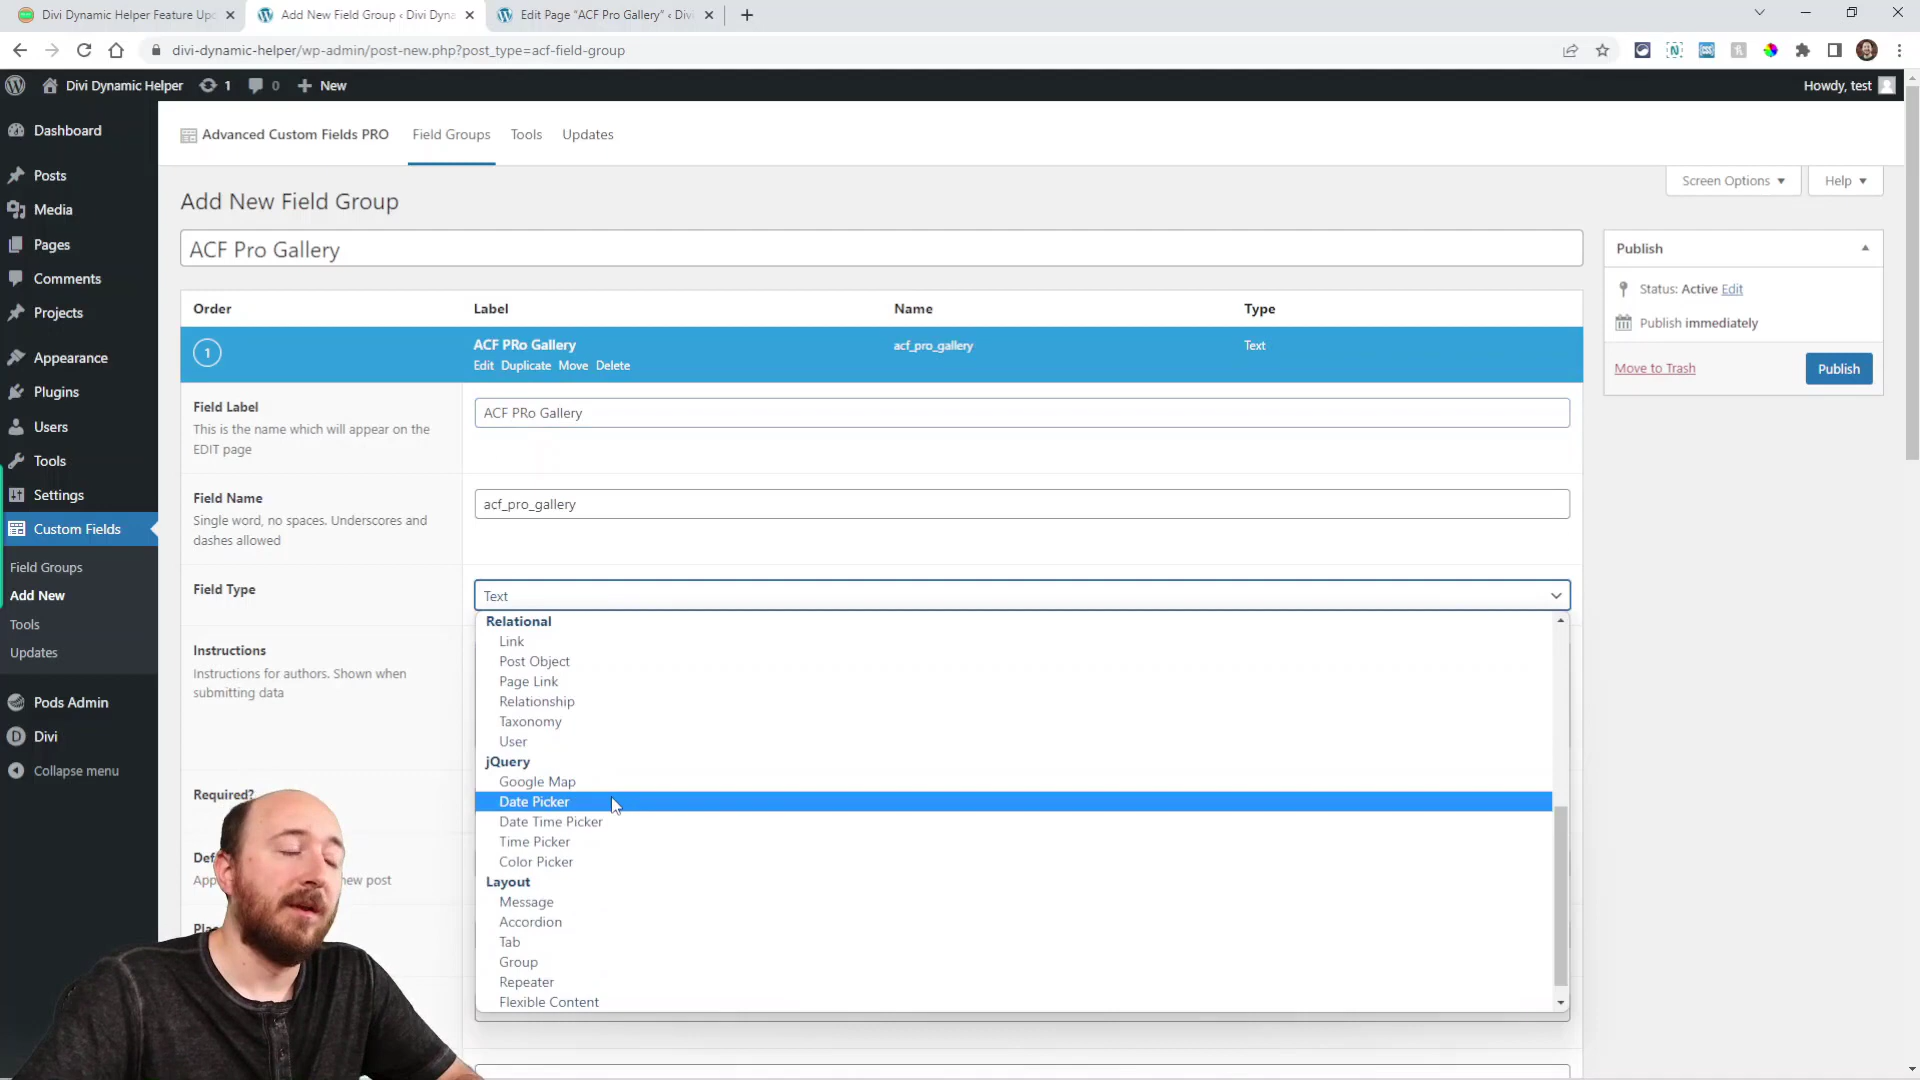 Divi Dynamic Helper Feature Upd
Add New Field Group ‹ Divi Dyna
Edit Page "ACF Pro Gallery" ‹ Divi
divi-dynamic-helper/wp-admin/post-new.php?post_type=acf-field-group
Divi Dynamic Helper
1
0
New
Howdy, test
Dashboard
Posts
Media
Pages
Comments
Projects
Appearance
Plugins
Users
Tools
Settings
Custom Fields
Field Groups
Add New
Tools
Updates
Pods Admin
Divi
Collapse menu
Advanced Custom Fields PRO
Field Groups
Tools
Updates
Screen Options
Help
Add New Field Group
ACF Pro Gallery
Order
Label
Name
Type
1
ACF PRo Gallery
acf_pro_gallery
Text
Edit Duplicate Move Delete
Field Label
This is the name which will appear on the
EDIT page
ACF PRo Gallery
Field Name
Single word, no spaces. Underscores and
dashes allowed
acf_pro_gallery
Field Type
Text
Instructions
Instructions for authors. Shown when
submitting data
Required?
Def
App
new post
Pla
Relational
Link
Post Object
Page Link
Relationship
Taxonomy
User
jQuery
Google Map
Date Picker
Date Time Picker
Time Picker
Color Picker
Layout
Message
Accordion
Tab
Group
Repeater
Flexible Content
Publish
Status: Active Edit
Publish immediately
Move to Trash
Publish